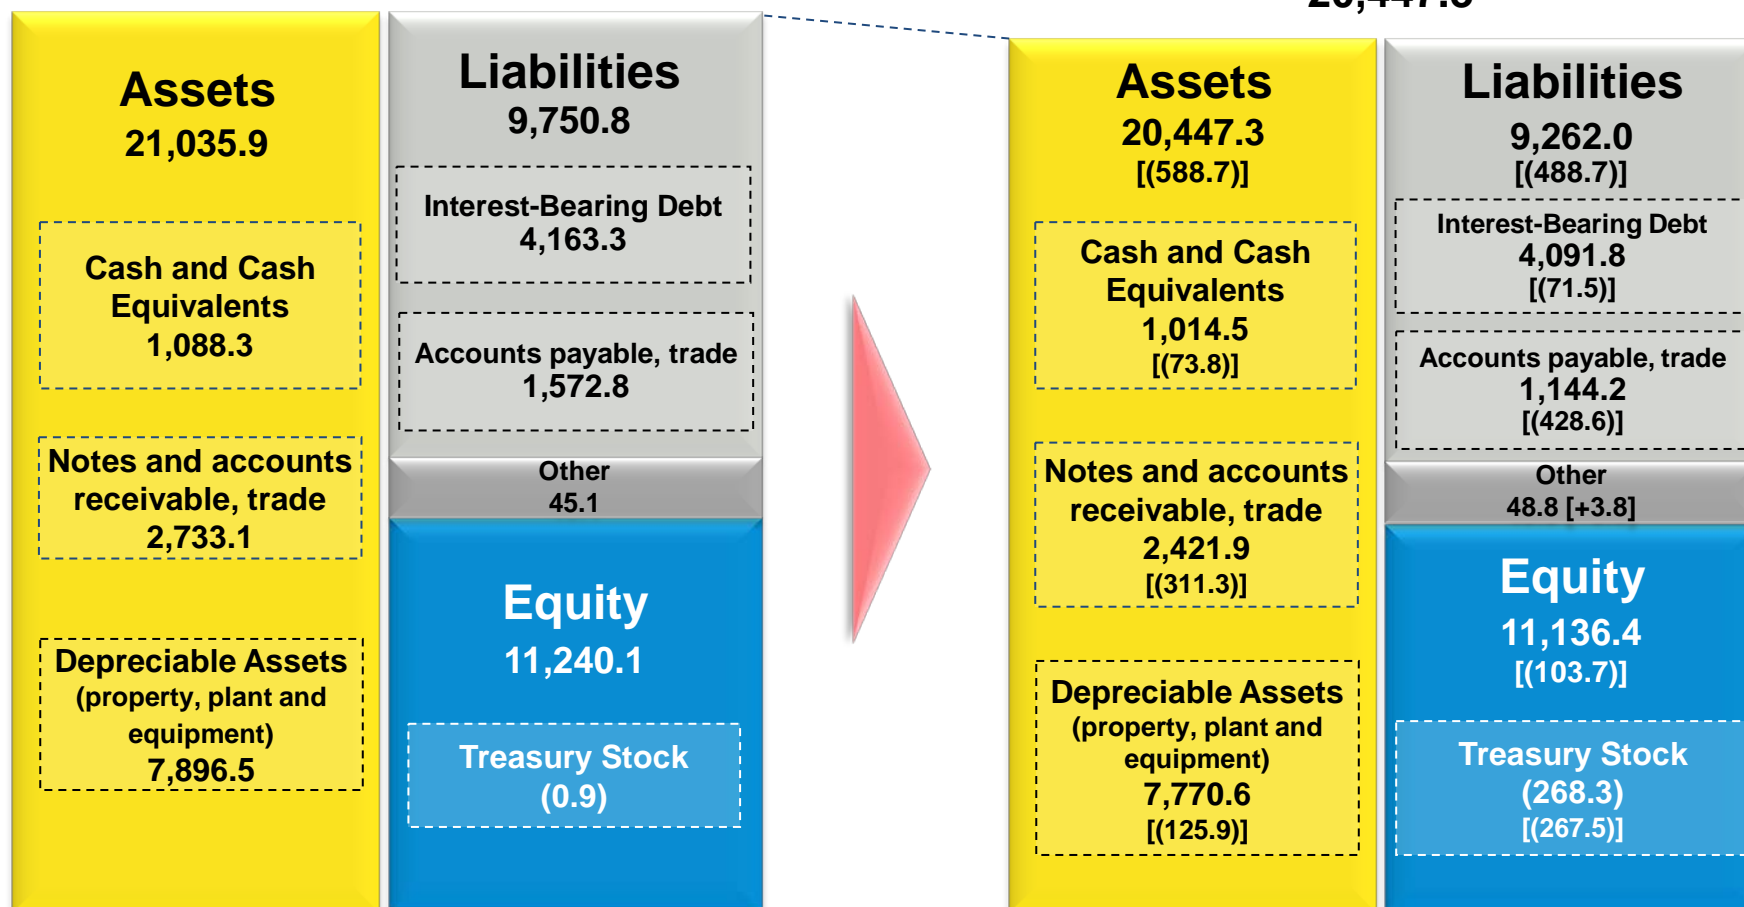 Assets
21,035.9
Cash and Cash
Equivalents
1,088.3
Notes and accounts
receivable, trade
2,733.1
Depreciable Assets
(property, plant and
equipment)
7,896.5
Liabilities
9,750.8
Interest-Bearing Debt
4,163.3
Accounts payable, trade
1,572.8
Other
45.1
Equity
11,240.1
Treasury Stock
(0.9)
Assets
20,447.3
[(588.7)]
Cash and Cash
Equivalents
1,014.5
[(73.8)]
Notes and accounts
receivable, trade
2,421.9
[(311.3)]
Depreciable Assets
(property, plant and
equipment)
7,770.6
[(125.9)]
Liabilities
9,262.0
[(488.7)]
Interest-Bearing Debt
4,091.8
[(71.5)]
Accounts payable, trade
1,144.2
[(428.6)]
Other
48.8 [+3.8]
Equity
11,136.4
[(103.7)]
Treasury Stock
(268.3)
[(267.5)]